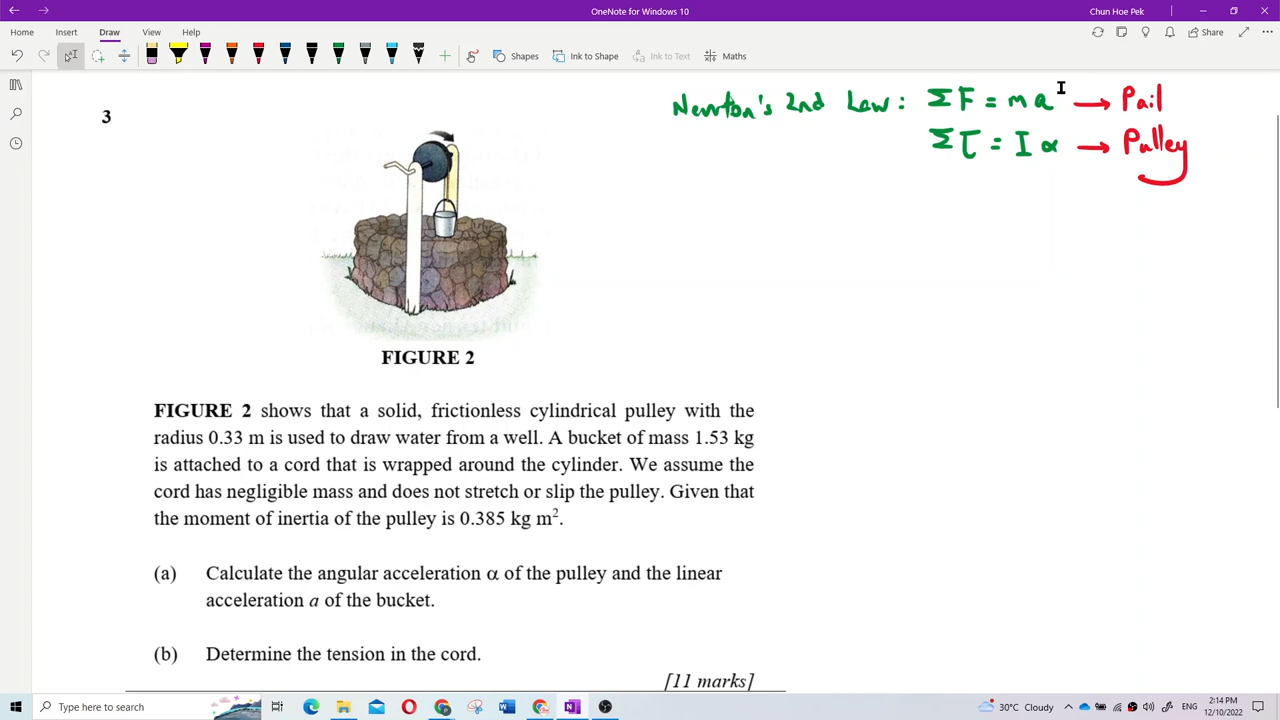 OneNote for Windows 10
Chun Hoe Pek
Home Insert Draw View Help
Share
Shapes Ink to Shape Ink to Text Maths
Newton's 2nd Law: ΣF = ma → Pail
Στ = Iα → Pulley
3
FIGURE 2
FIGURE 2 shows that a solid, frictionless cylindrical pulley with the
radius 0.33 m is used to draw water from a well. A bucket of mass 1.53 kg
is attached to a cord that is wrapped around the cylinder. We assume the
cord has negligible mass and does not stretch or slip the pulley. Given that
the moment of inertia of the pulley is 0.385 kg m².
(a) Calculate the angular acceleration α of the pulley and the linear
acceleration a of the bucket.
(b) Determine the tension in the cord.
[11 marks]
Type here to search
30°C Cloudy
ENG
2:14 PM
12/10/2022